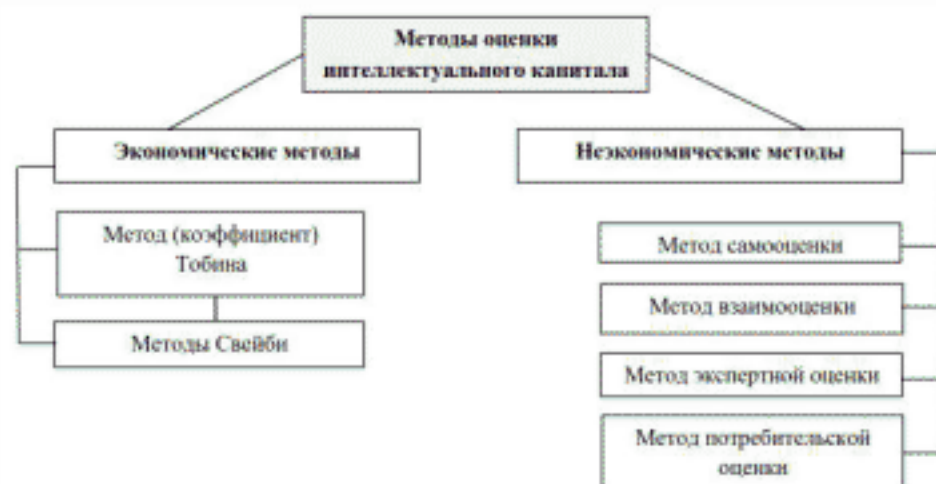 Методы оценки
интеллектуального капитала
Экономические методы
Неэкономические методы
Метод (коэффициент)
Тобина
Методы Свейби
Метод самооценки
Метод взаимооценки
Метод экспертной оценки
Метод потребительской
оценки